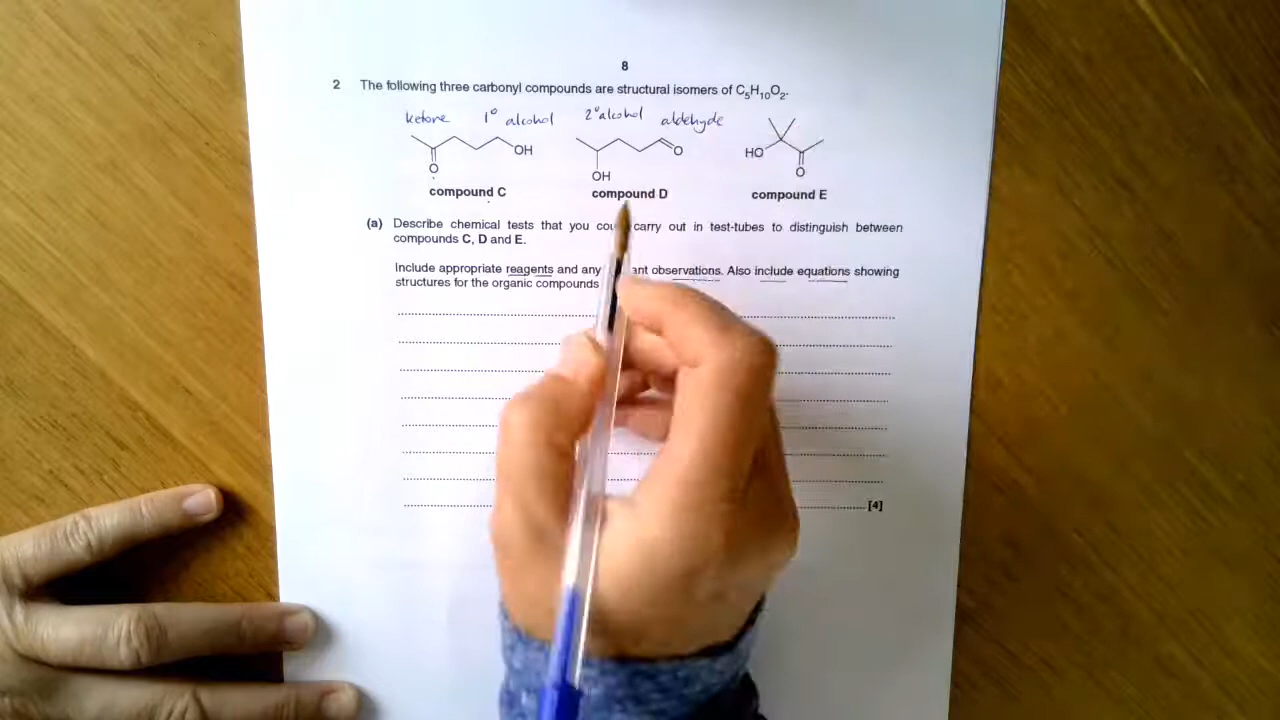 8
2 The following three carbonyl compounds are structural isomers of C₅H₁₀O₂.
ketone 1° alcohol 2° alcohol aldehyde
OH O OH O HO O
compound C compound D compound E
(a) Describe chemical tests that you carry out in test-tubes to distinguish between
compounds C, D and E.
Include appropriate reagents and any observations. Also include equations showing
structures for the organic compounds
[4]